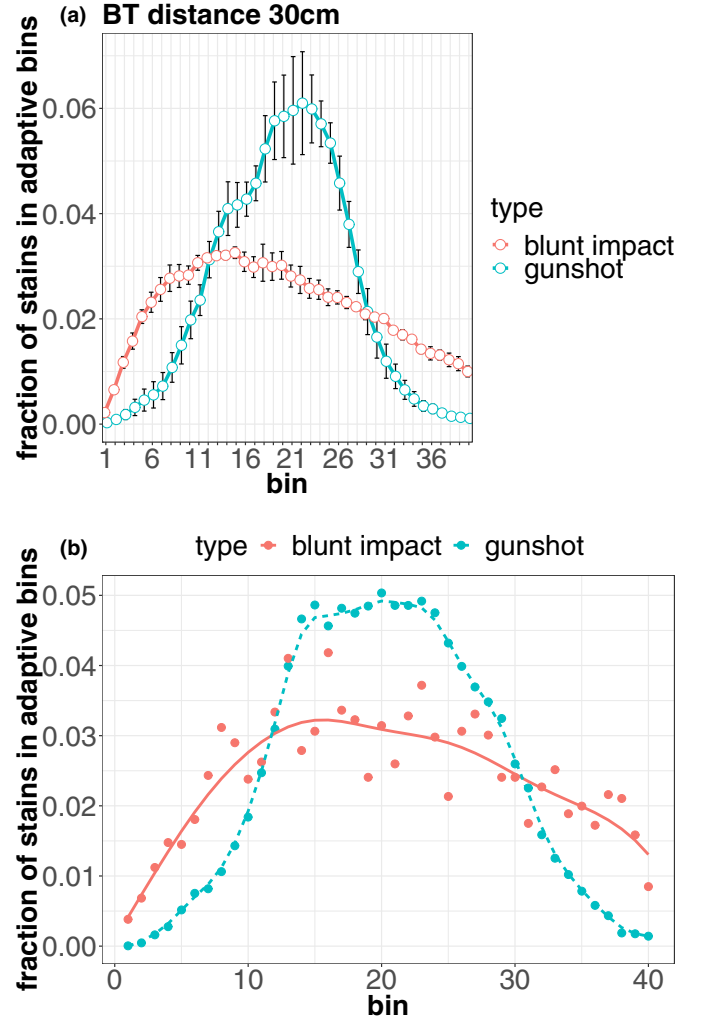 (a) BT distance 30cm
fraction of stains in adaptive bins
0.06
0.04
0.02
0.00
1 6 11 16 21 26 31 36
bin
type
blunt impact
gunshot
(b) type blunt impact gunshot
fraction of stains in adaptive bins
0.05
0.04
0.03
0.02
0.01
0.00
0 10 20 30 40
bin